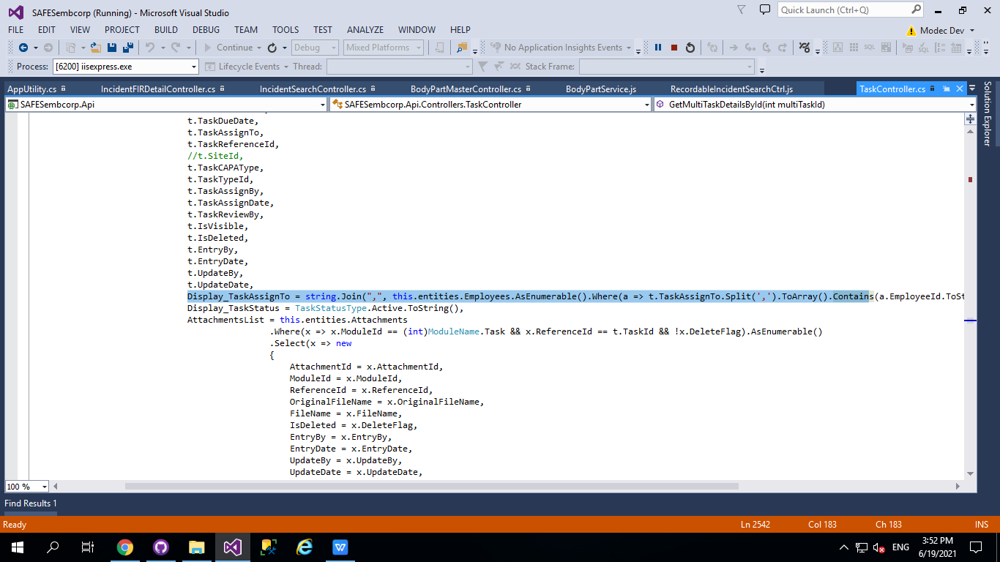 SAFESembcorp (Running) - Microsoft Visual Studio
Quick Launch (Ctrl+Q)
FILE EDIT VIEW PROJECT BUILD DEBUG TEAM TOOLS TEST ANALYZE WINDOW HELP
Modec Dev
Continue Debug Mixed Platforms No Application Insights Events
Process: [6200] iisexpress.exe Lifecycle Events Thread: Stack Frame:
AppUtility.cs IncidentFIRDetailController.cs IncidentSearchController.cs BodyPartMasterController.cs BodyPartService.js RecordableIncidentSearchCtrl.js TaskController.cs
Solution Explorer
SAFESembcorp.Api SAFESembcorp.Api.Controllers.TaskController GetMultiTaskDetailsById(int multiTaskId)
t.TaskDueDate,
t.TaskAssignTo,
t.TaskReferenceId,
//t.SiteId,
t.TaskCAPAType,
t.TaskTypeId,
t.TaskAssignBy,
t.TaskAssignDate,
t.TaskReviewBy,
t.IsVisible,
t.IsDeleted,
t.EntryBy,
t.EntryDate,
t.UpdateBy,
t.UpdateDate,
Display_TaskAssignTo = string.Join(",", this.entities.Employees.AsEnumerable().Where(a => t.TaskAssignTo.Split(',').ToArray().Contains(a.EmployeeId.ToSt
Display_TaskStatus = TaskStatusType.Active.ToString(),
AttachmentsList = this.entities.Attachments
.Where(x => x.ModuleId == (int)ModuleName.Task && x.ReferenceId == t.TaskId && !x.DeleteFlag).AsEnumerable()
.Select(x => new
{
AttachmentId = x.AttachmentId,
ModuleId = x.ModuleId,
ReferenceId = x.ReferenceId,
OriginalFileName = x.OriginalFileName,
FileName = x.FileName,
IsDeleted = x.DeleteFlag,
EntryBy = x.EntryBy,
EntryDate = x.EntryDate,
UpdateBy = x.UpdateBy,
UpdateDate = x.UpdateDate,
100 %
Find Results 1
Ready Ln 2542 Col 183 Ch 183 INS
ENG
3:52 PM
6/19/2021